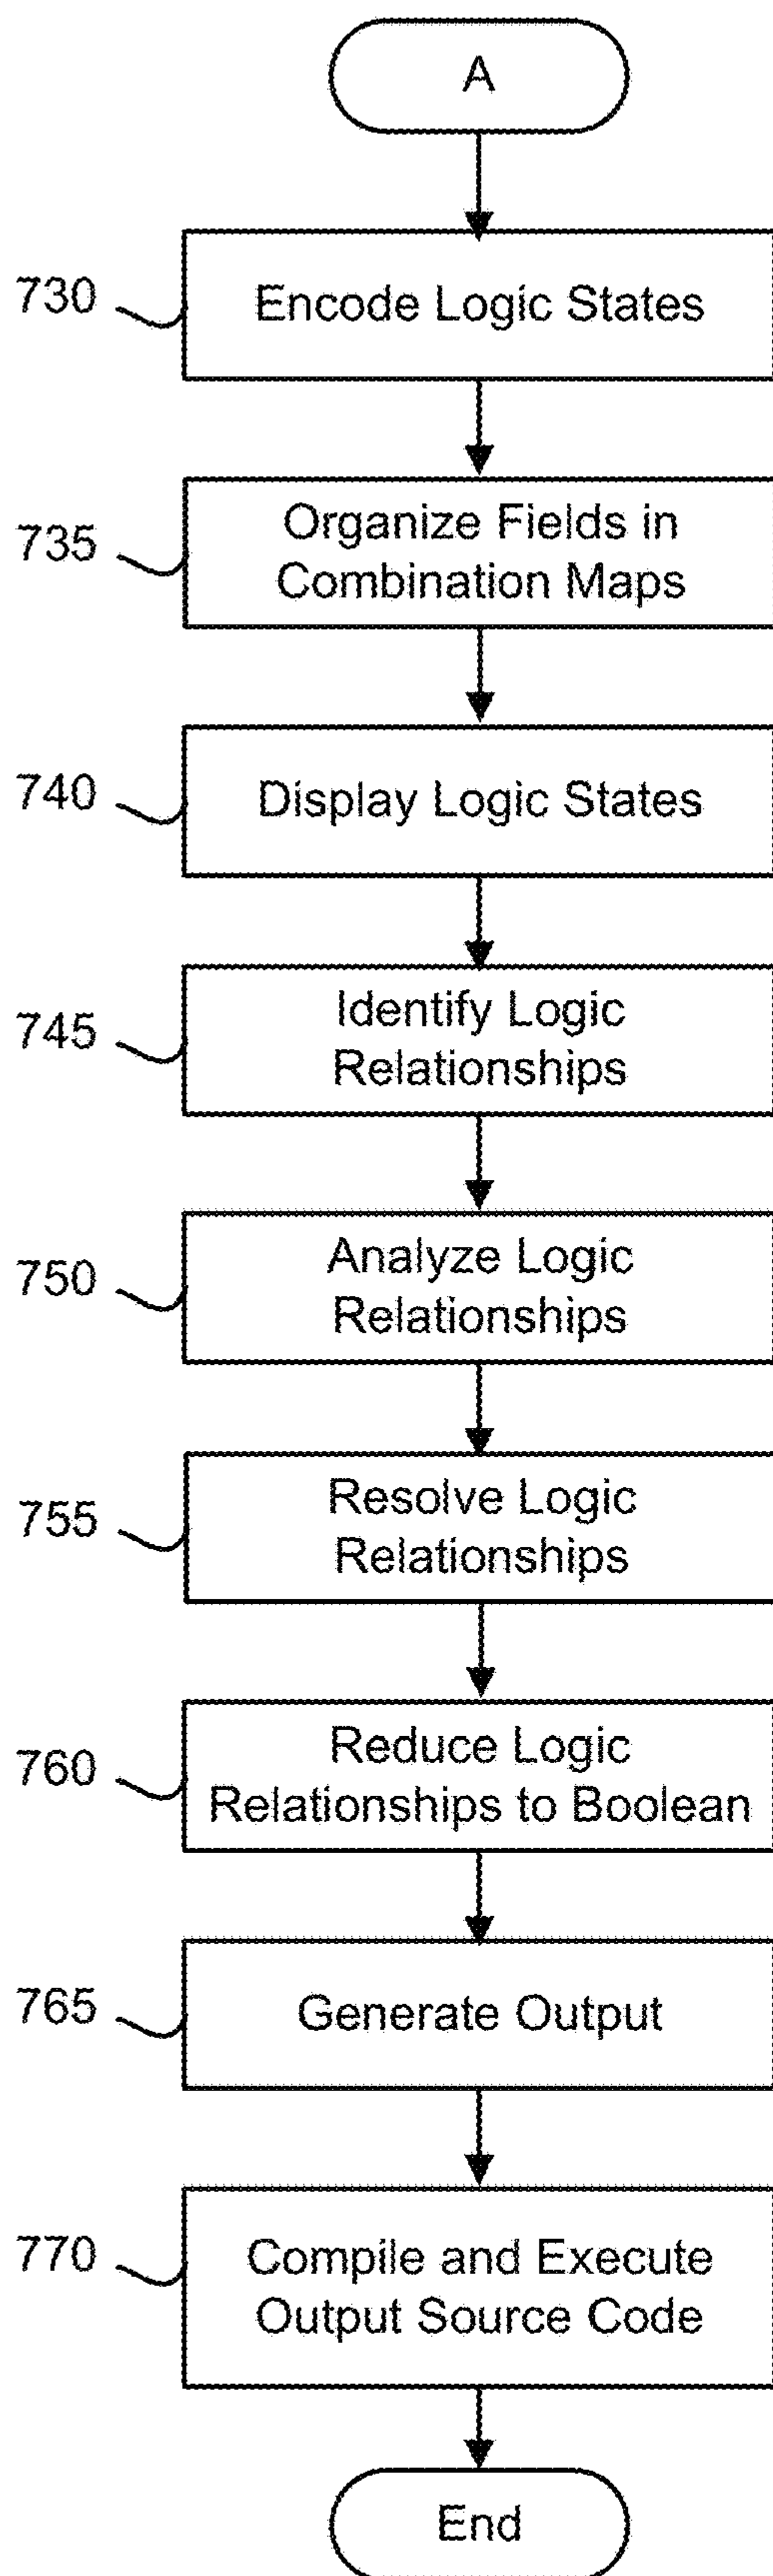 A
730
Encode Logic States
735
Organize Fields in
Combination Maps
740
Display Logic States
745
Identify Logic
Relationships
750
Analyze Logic
Relationships
755
Resolve Logic
Relationships
760
Reduce Logic
Relationships to Boolean
765
Generate Output
770
Compile and Execute
Output Source Code
End